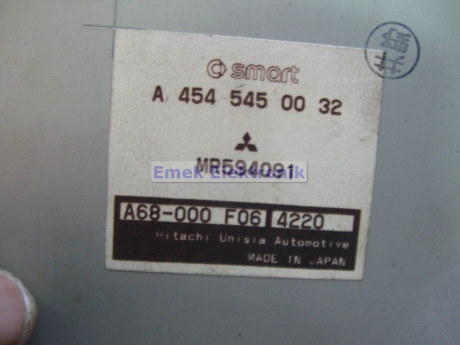 smart
A 454 545 00 32
MR594091
Emek Elektronik
A68-000 F06 4220
Hitachi Unisia Automotive
MADE IN JAPAN